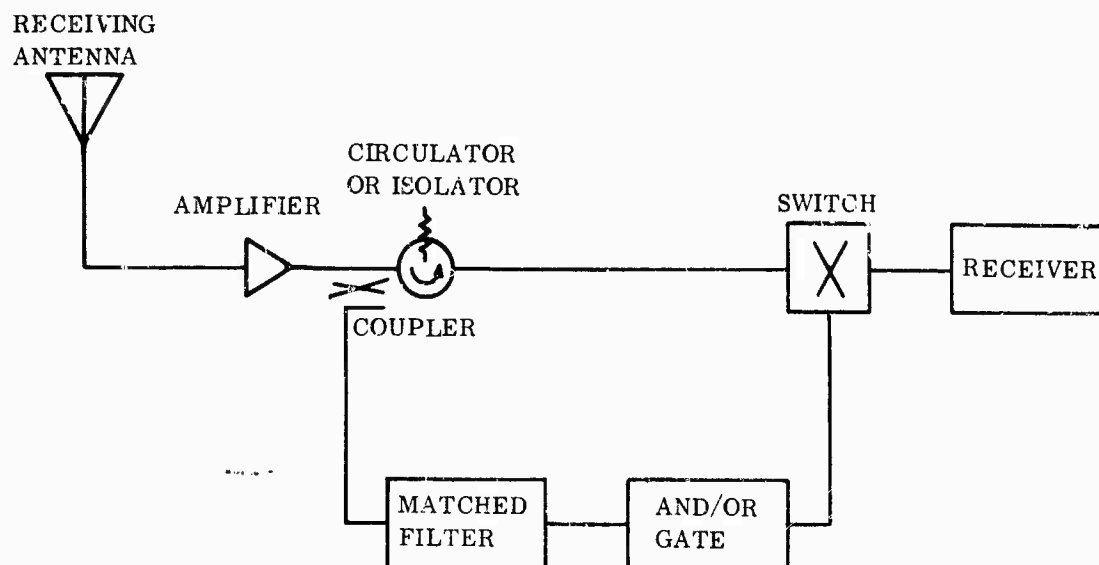 RECEIVING
ANTENNA
CIRCULATOR
OR ISOLATOR
AMPLIFIER
SWITCH
RECEIVER
COUPLER
MATCHED
FILTER
AND/OR
GATE